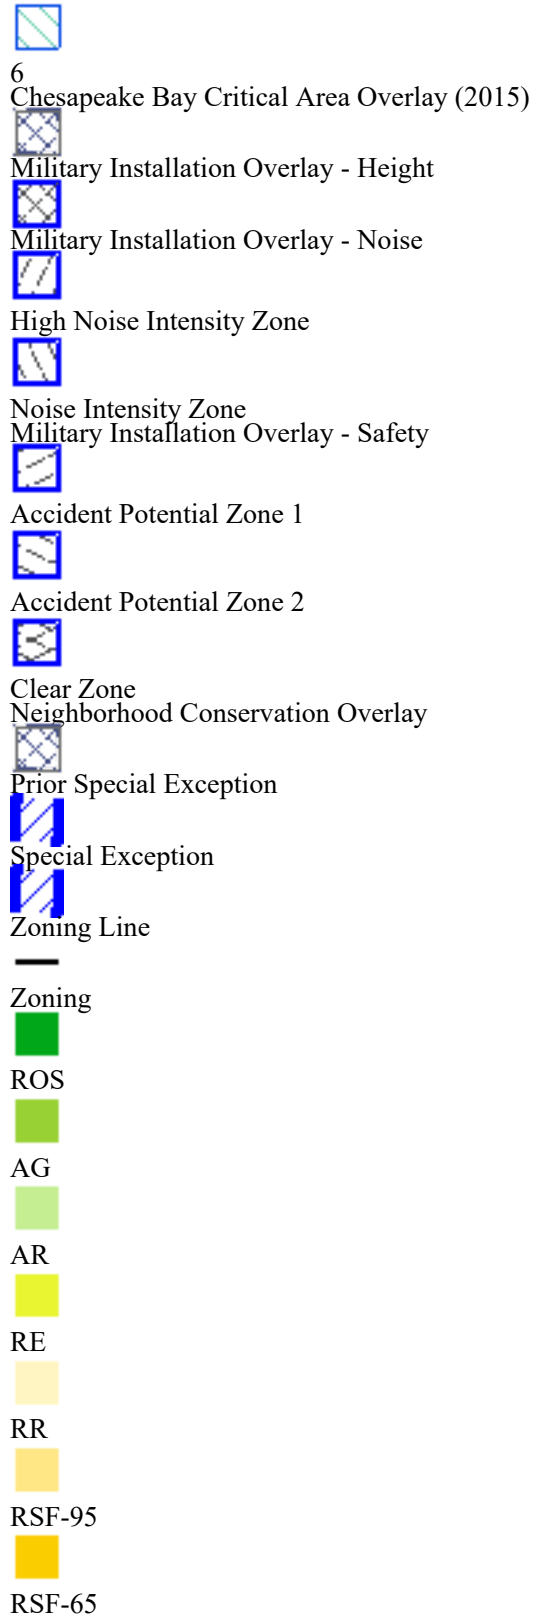 6
Chesapeake Bay Critical Area Overlay (2015)
Military Installation Overlay - Height
Military Installation Overlay - Noise
High Noise Intensity Zone
Noise Intensity Zone
Military Installation Overlay - Safety
Accident Potential Zone 1
Accident Potential Zone 2
Clear Zone
Neighborhood Conservation Overlay
Prior Special Exception
Special Exception
Zoning Line
Zoning
ROS
AG
AR
RE
RR
RSF-95
RSF-65